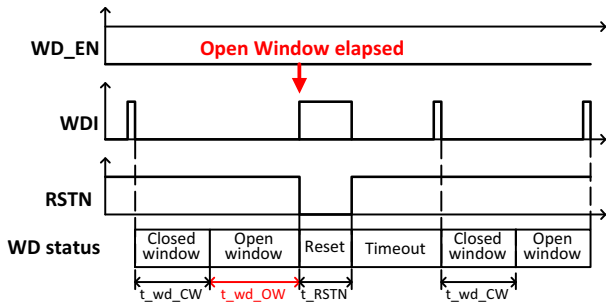 WD_EN
Open Window elapsed
WDI
RSTN
WD status
Closed
window
Open
window
Reset
Timeout
Closed
window
Open
window
t_wd_CW
t_wd_OW
t_RSTN
t_wd_CW